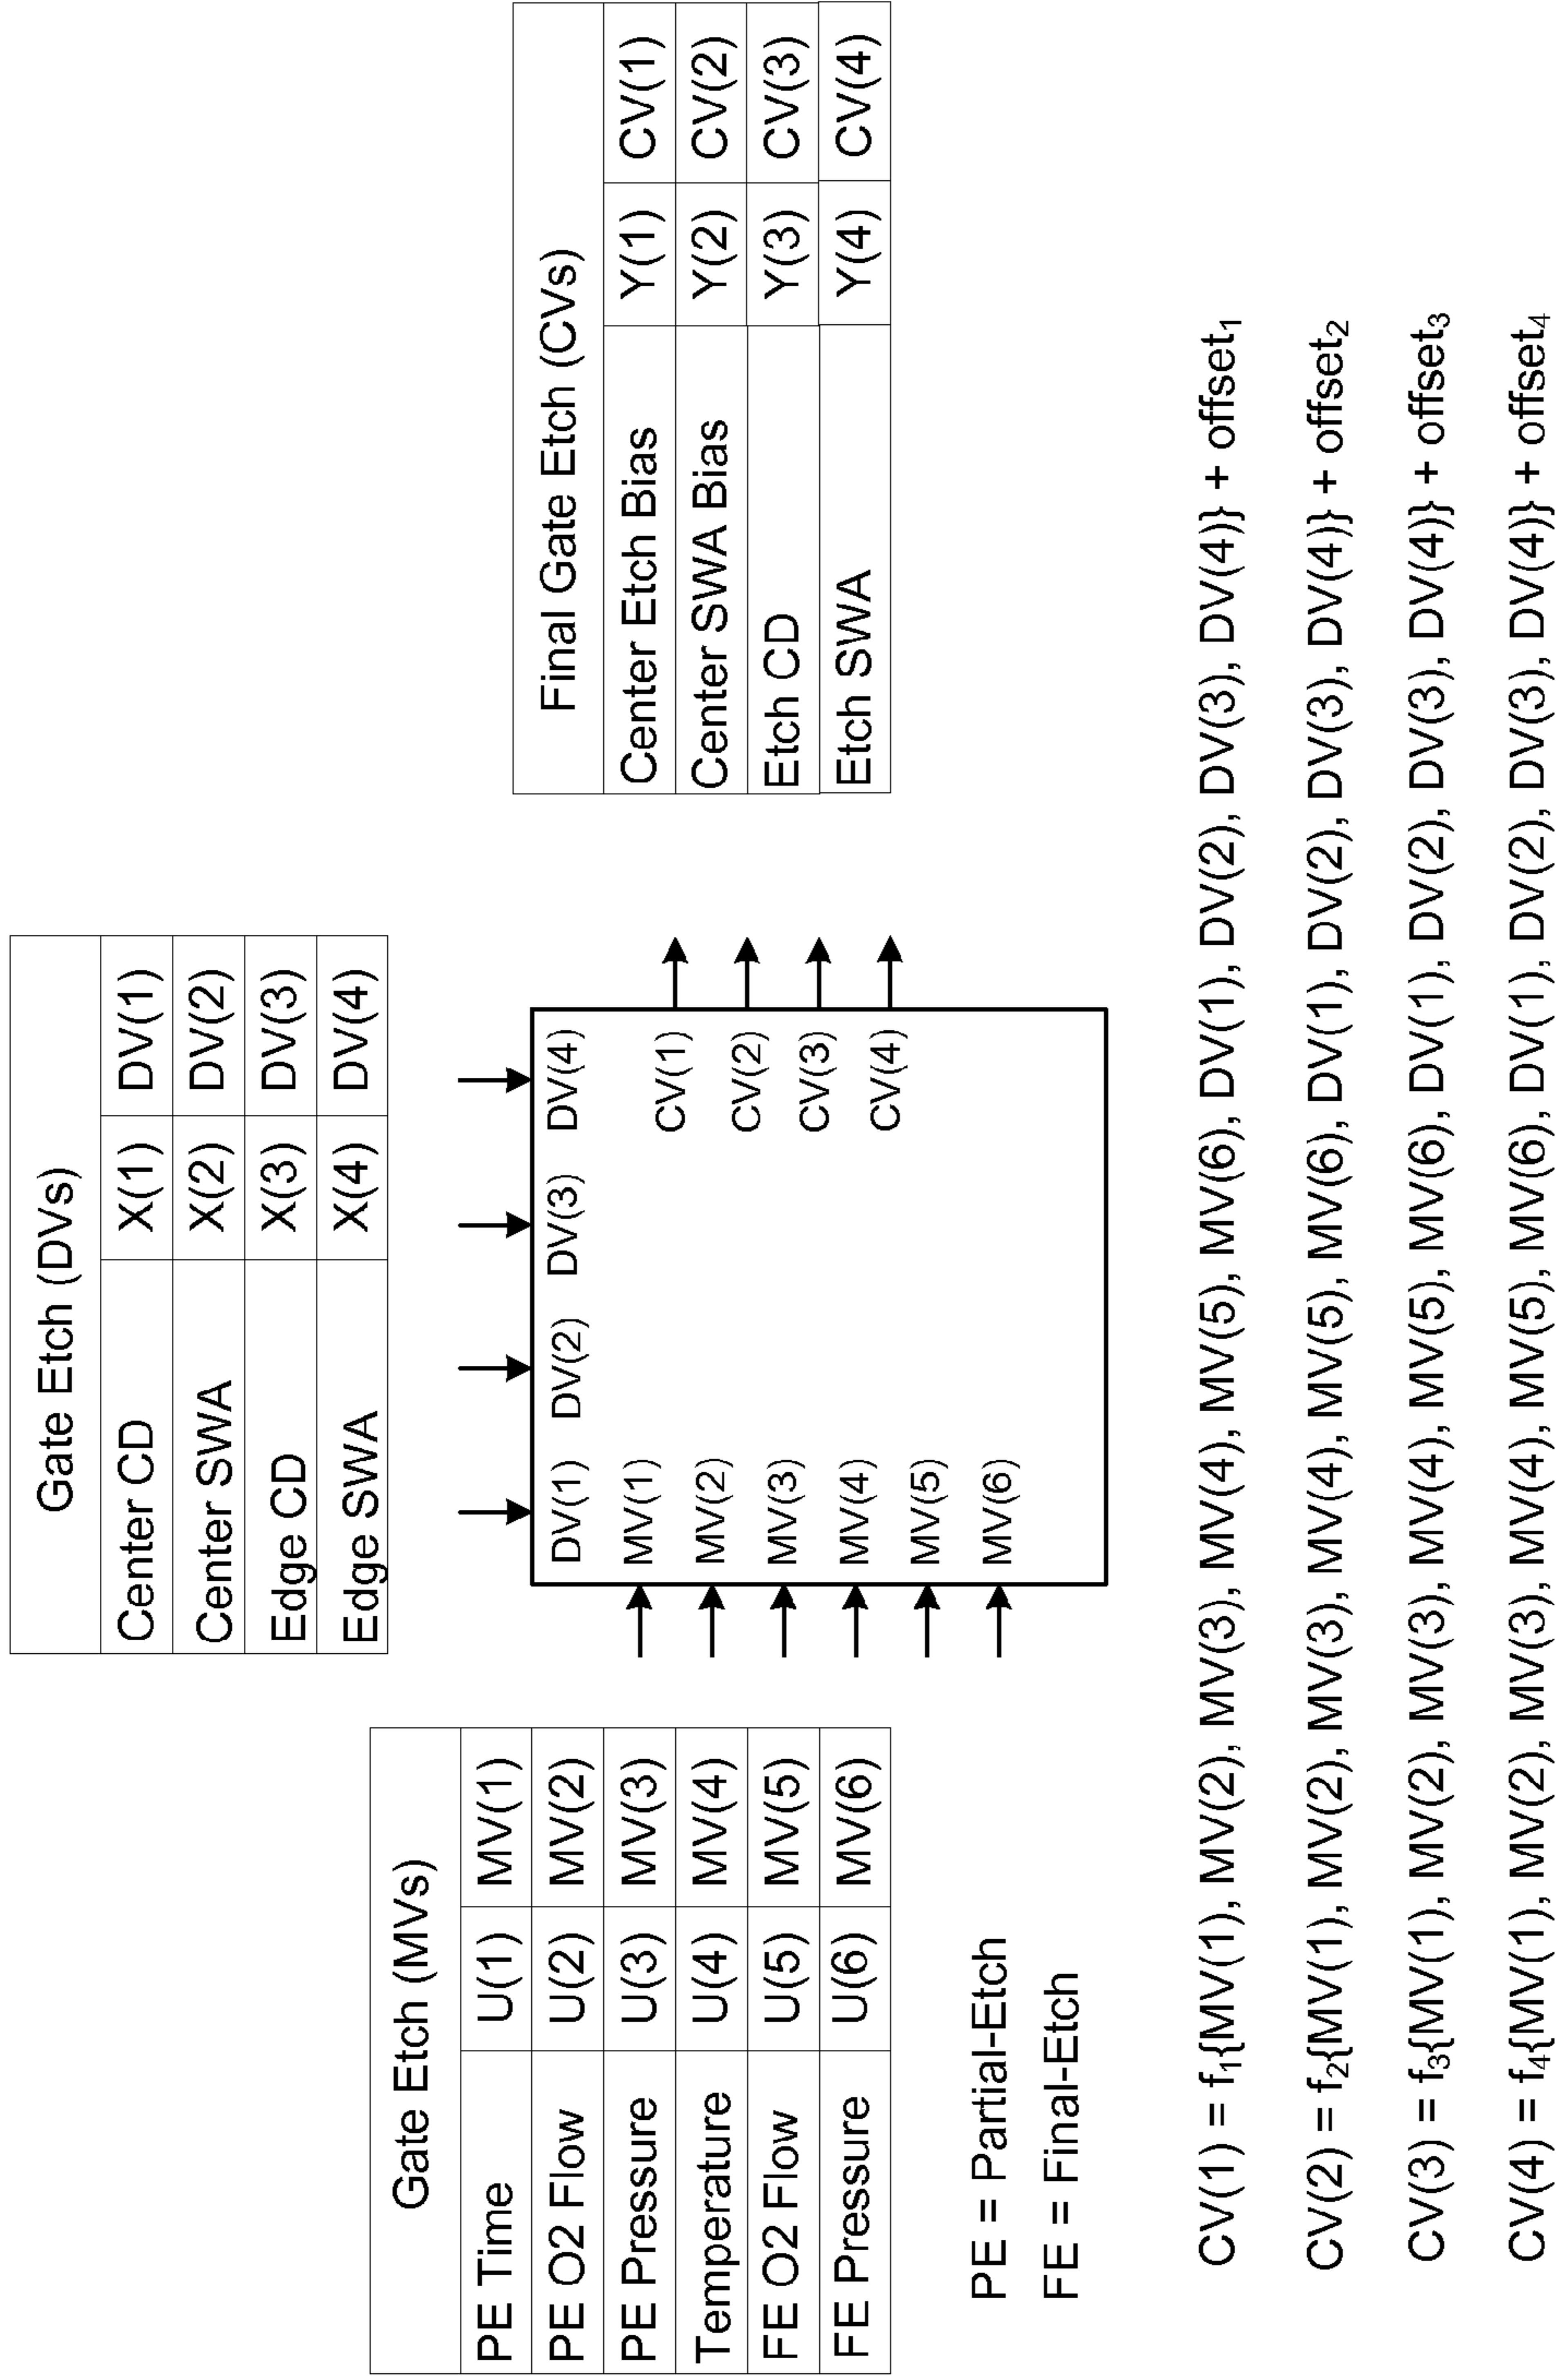 Gate Etch (DVs)
Center CD X(1) DV(1)
Center SWA X(2) DV(2)
Edge CD X(3) DV(3)
Edge SWA X(4) DV(4)
Gate Etch (MVs)
PE Time U(1) MV(1)
PE O2 Flow U(2) MV(2)
PE Pressure U(3) MV(3)
Temperature U(4) MV(4)
FE O2 Flow U(5) MV(5)
FE Pressure U(6) MV(6)
PE = Partial-Etch
FE = Final-Etch
DV(1) DV(2) DV(3) DV(4)
MV(1)
MV(2)
MV(3)
MV(4)
MV(5)
MV(6)
CV(1)
CV(2)
CV(3)
CV(4)
Final Gate Etch (CVs)
Center Etch Bias Y(1) CV(1)
Center SWA Bias Y(2) CV(2)
Etch CD Y(3) CV(3)
Etch SWA Y(4) CV(4)
CV(1) = f₁{MV(1), MV(2), MV(3), MV(4), MV(5), MV(6), DV(1), DV(2), DV(3), DV(4)} + offset₁
CV(2) = f₂{MV(1), MV(2), MV(3), MV(4), MV(5), MV(6), DV(1), DV(2), DV(3), DV(4)} + offset₂
CV(3) = f₃{MV(1), MV(2), MV(3), MV(4), MV(5), MV(6), DV(1), DV(2), DV(3), DV(4)} + offset₃
CV(4) = f₄{MV(1), MV(2), MV(3), MV(4), MV(5), MV(6), DV(1), DV(2), DV(3), DV(4)} + offset₄